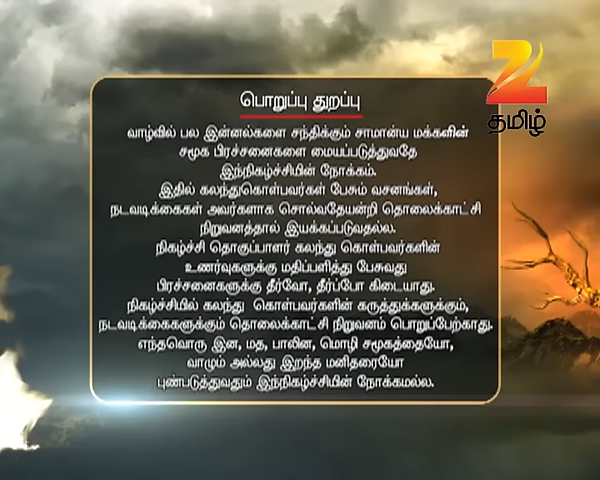 Z
தமிழ்
பொறுப்பு துறப்பு
வாழ்வில் பல இன்னல்களை சந்திக்கும் சாமான்ய மக்களின்
சமூக பிரச்சனைகளை மையப்படுத்துவதே
இந்நிகழ்ச்சியின் நோக்கம்.
இதில் கலந்துகொள்பவர்கள் பேசும் வசனங்கள்,
நடவடிக்கைகள் அவர்களாக சொல்வதேயன்றி தொலைக்காட்சி
நிறுவனத்தால் இயக்கப்படுவதல்ல.
நிகழ்ச்சி தொகுப்பாளர் கலந்து கொள்பவர்களின்
உணர்வுகளுக்கு மதிப்பளித்து பேசுவது
பிரச்சனைகளுக்கு தீர்வோ, தீர்ப்போ கிடையாது.
நிகழ்ச்சியில் கலந்து கொள்பவர்களின் கருத்துக்களுக்கும்,
நடவடிக்கைகளுக்கும் தொலைக்காட்சி நிறுவனம் பொறுப்பேற்காது.
எந்தவொரு இன, மத, பாலின, மொழி சமூகத்தையோ,
வாழும் அல்லது இறந்த மனிதரையோ
புண்படுத்துவதும் இந்நிகழ்ச்சியின் நோக்கமல்ல.